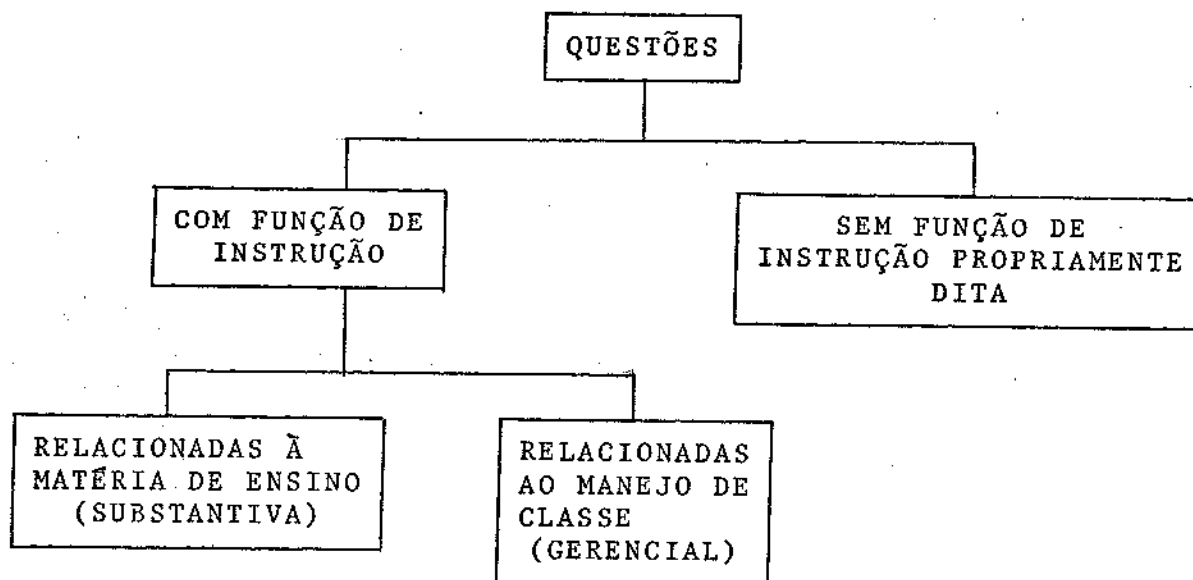 QUESTÕES
COM FUNÇÃO DE
INSTRUÇÃO
SEM FUNÇÃO DE
INSTRUÇÃO PROPRIAMENTE
DITA
RELACIONADAS À
MATÉRIA DE ENSINO
(SUBSTANTIVA)
RELACIONADAS
AO MANEJO DE
CLASSE
(GERENCIAL)